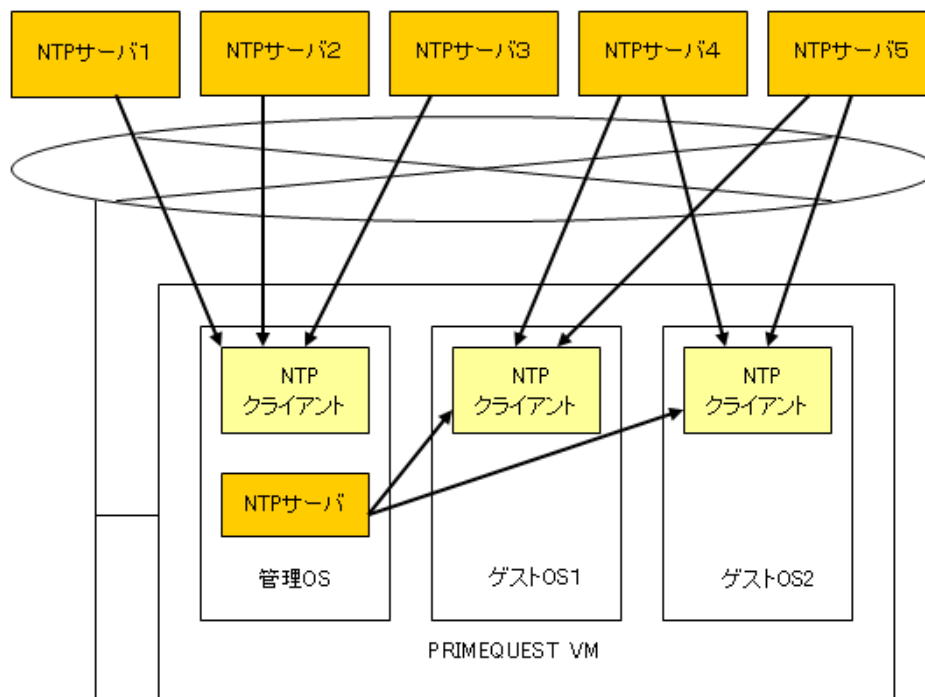 NTPサーバ1
NTPサーバ2
NTPサーバ3
NTPサーバ4
NTPサーバ5
NTP
クライアント
NTP
クライアント
NTP
クライアント
NTPサーバ
管理OS
ゲストOS1
ゲストOS2
PRIMEQUEST VM